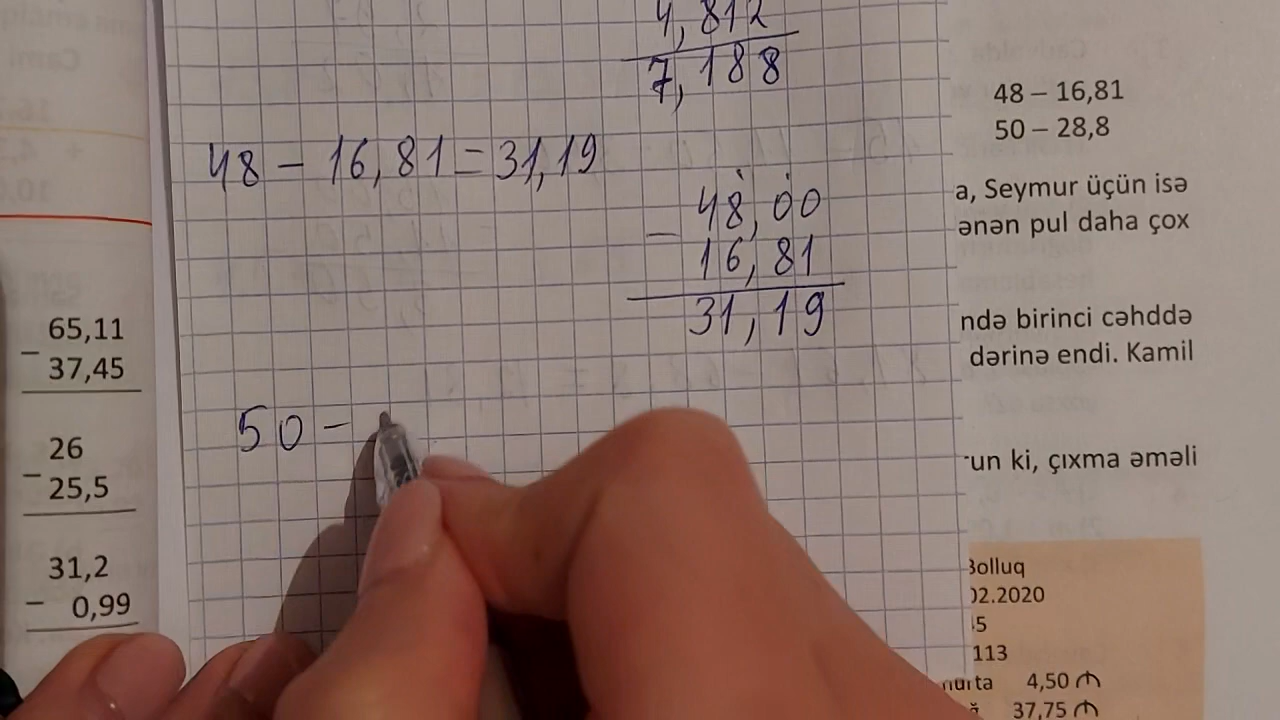 65,11
− 37,45
26
− 25,5
31,2
− 0,99
4,812
7,188
48 − 16,81 = 31,19
48,00
− 16,81
31,19
50 −
48 – 16,81
50 – 28,8
a, Seymur üçün isə
ənən pul daha çox
ndə birinci cəhddə
dərinə endi. Kamil
run ki, çıxma əməli
Bolluq
02.2020
113
4,50 ₼
37,75 ₼